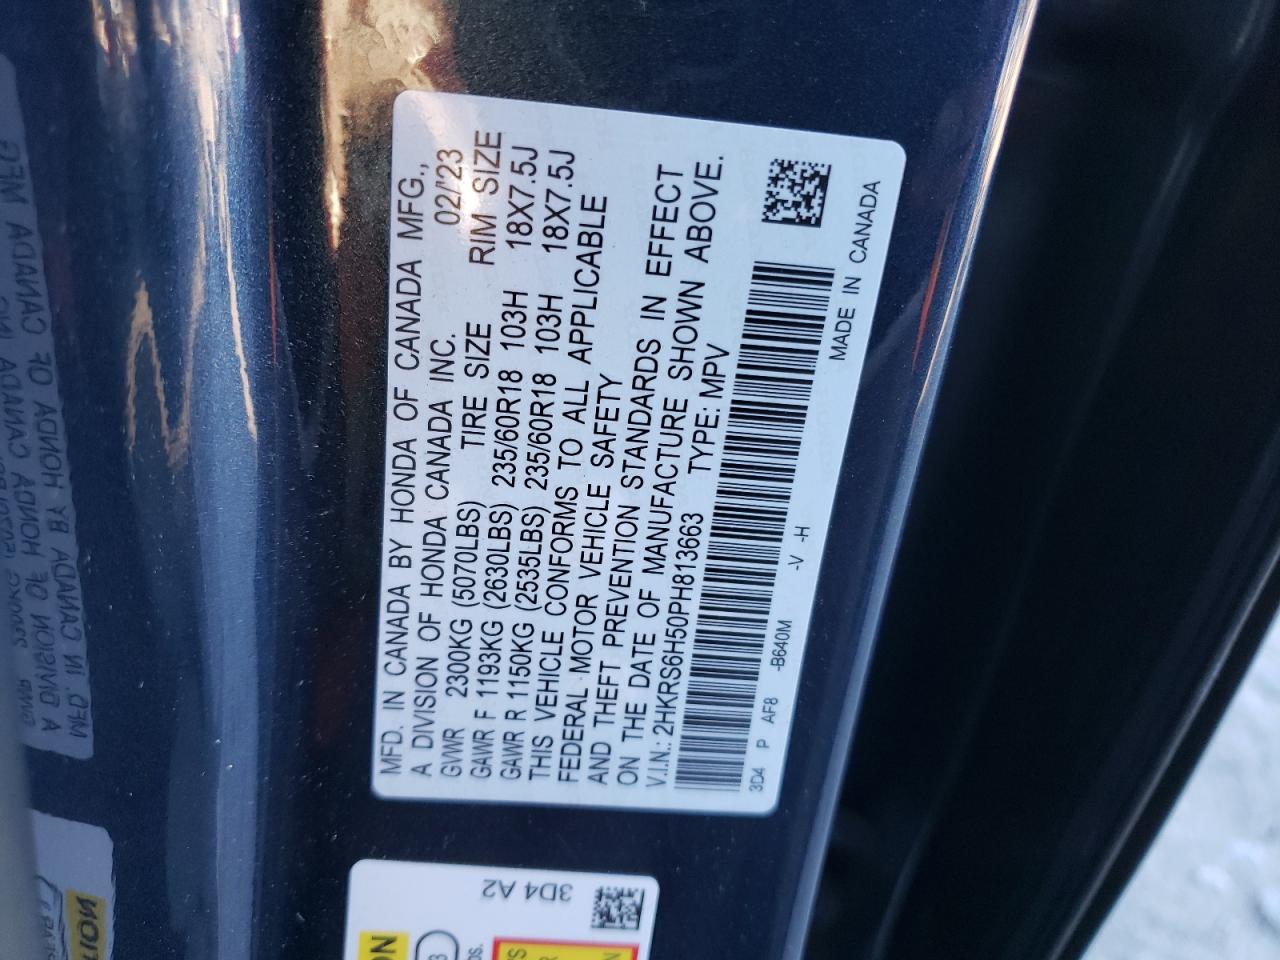 MFD. IN CANADA BY HONDA OF CANADA MFG.,
A DIVISION OF HONDA CANADA INC. 02/'23
GVWR 2300KG (5070LBS) TIRE SIZE RIM SIZE
GAWR F 1193KG (2630LBS) 235/60R18 103H 18X7.5J
GAWR R 1150KG (2535LBS) 235/60R18 103H 18X7.5J
THIS VEHICLE CONFORMS TO ALL APPLICABLE
FEDERAL MOTOR VEHICLE SAFETY
AND THEFT PREVENTION STANDARDS IN EFFECT
ON THE DATE OF MANUFACTURE SHOWN ABOVE.
V.I.N.: 2HKRS6H50PH813663 TYPE: MPV
3D4 P AF8 -B640M -V -H
MADE IN CANADA
3D4 A2